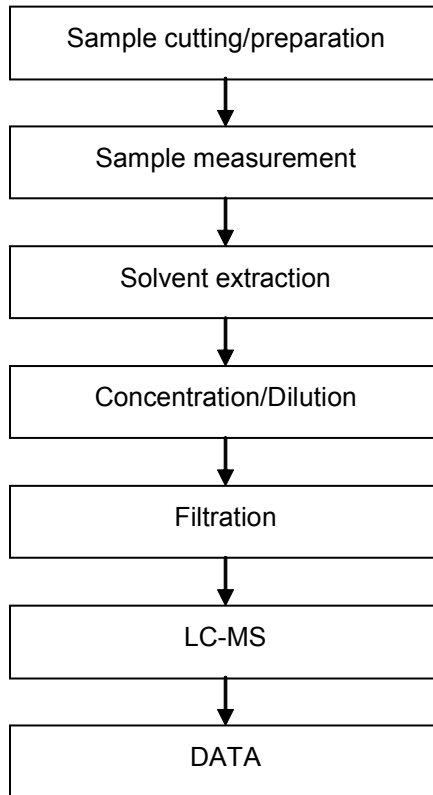 Sample cutting/preparation
Sample measurement
Solvent extraction
Concentration/Dilution
Filtration
LC-MS
DATA